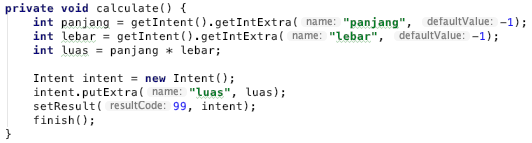 private void calculate() {
int panjang = getIntent().getIntExtra( name: "panjang", defaultValue: -1);
int lebar = getIntent().getIntExtra( name: "lebar", defaultValue: -1);
int luas = panjang * lebar;
Intent intent = new Intent();
intent.putExtra( name: "luas", luas);
setResult( resultCode: 99, intent);
finish();
}